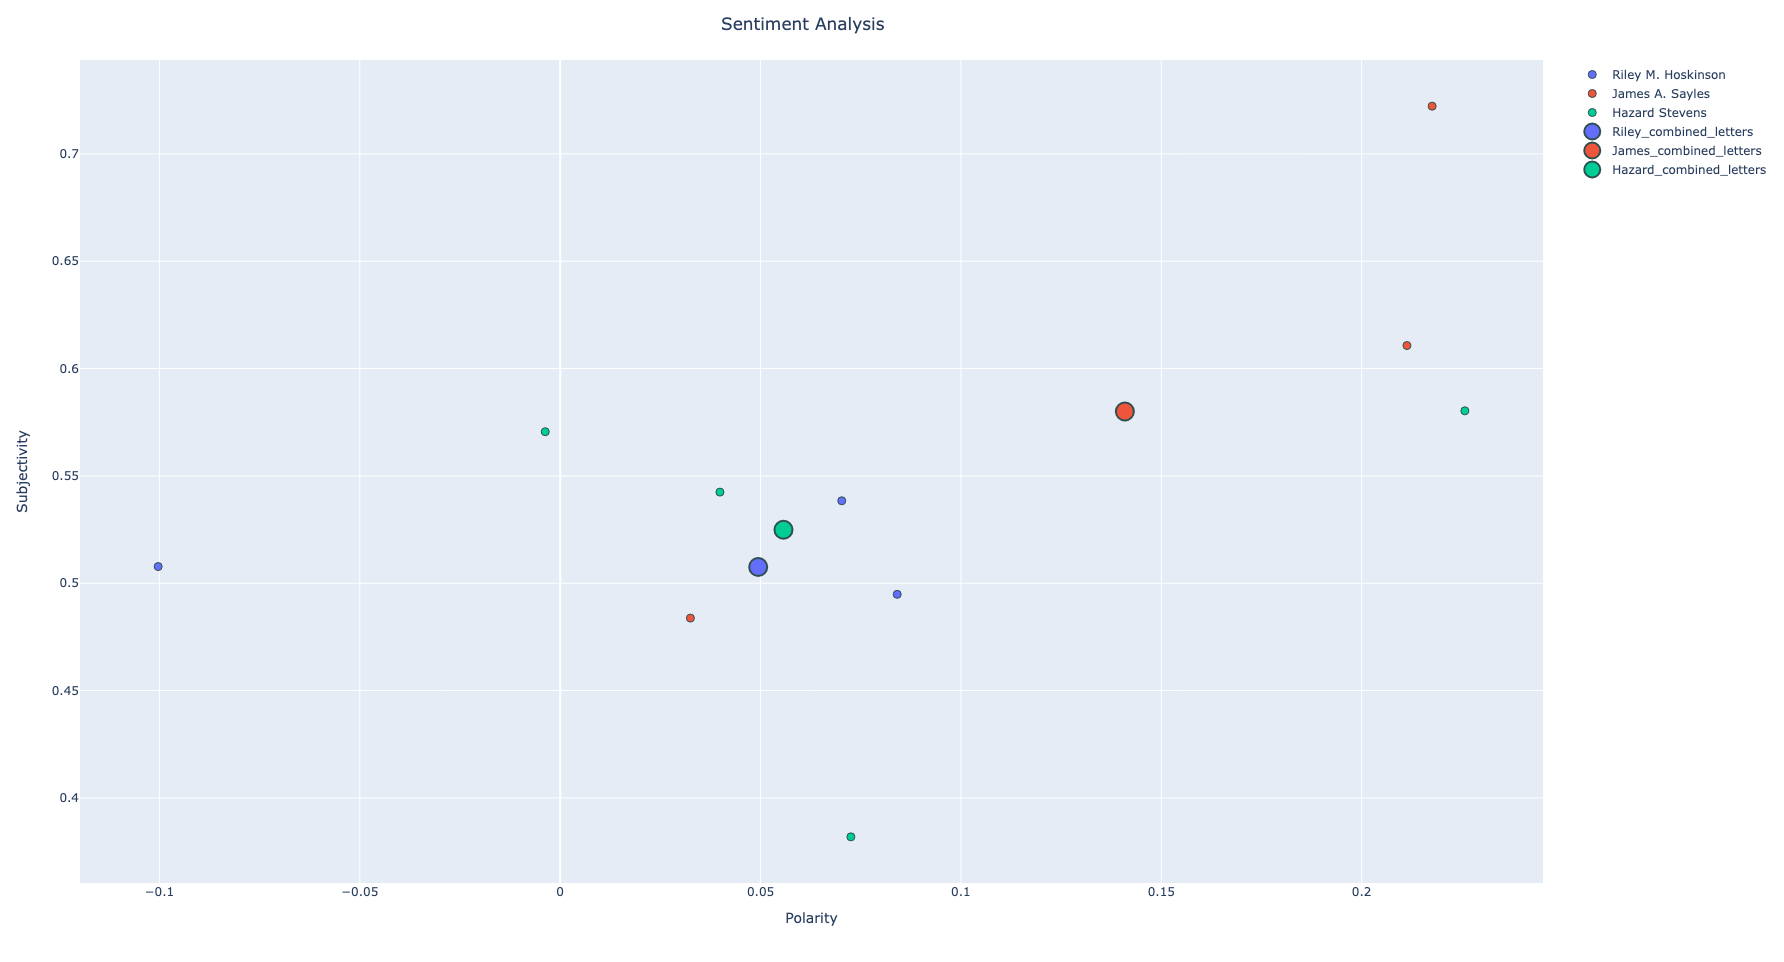 Sentiment Analysis
Riley M. Hoskinson
James A. Sayles
Hazard Stevens
Riley_combined_letters
James_combined_letters
Hazard_combined_letters
0.7
0.65
0.6
0.55
0.5
0.45
0.4
Subjectivity
−0.1
−0.05
0
0.05
0.1
0.15
0.2
Polarity